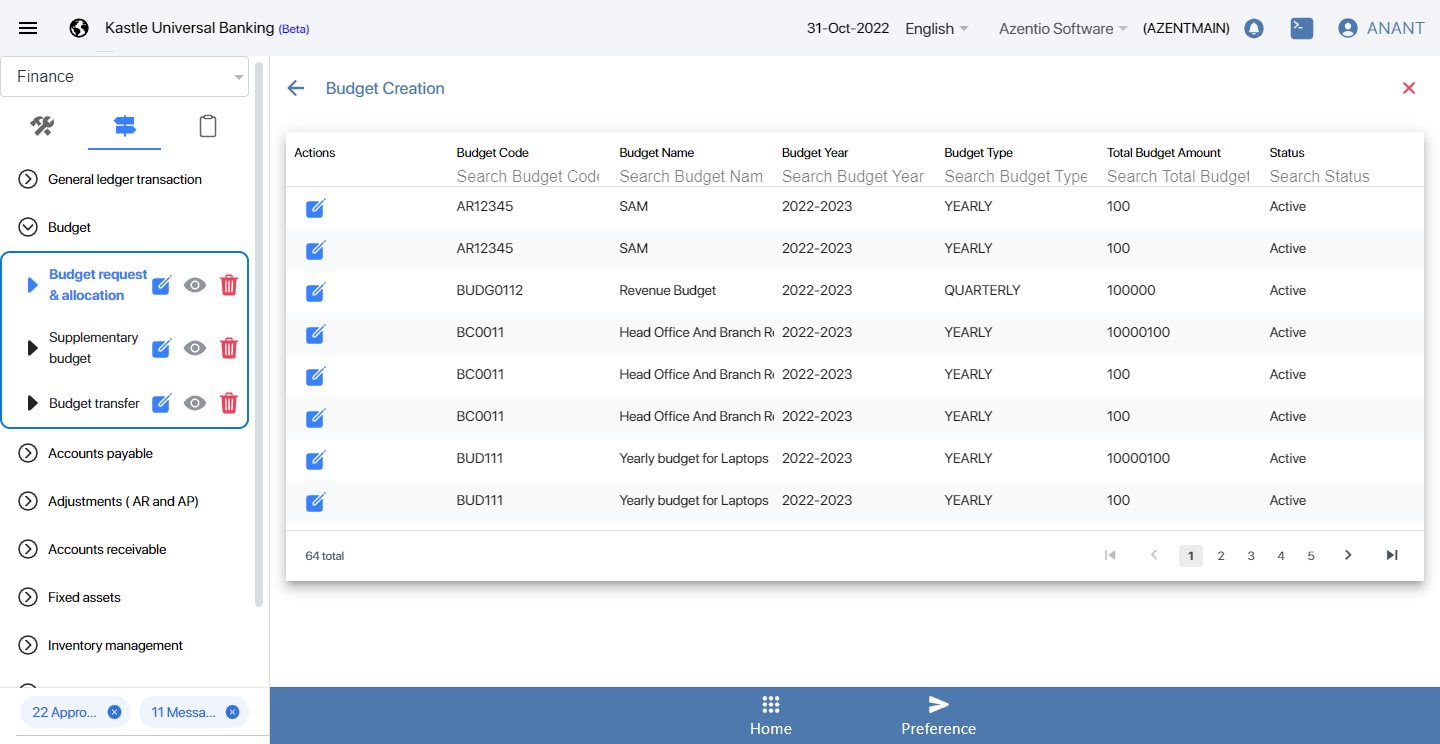 Kastle Universal Banking (Beta)
31-Oct-2022 English Azentio Software (AZENTMAIN) ANANT
Finance
General ledger transaction
Budget
Budget request
& allocation
Supplementary
budget
Budget transfer
Accounts payable
Adjustments ( AR and AP)
Accounts receivable
Fixed assets
Inventory management
22 Appro... 11 Messa...
Budget Creation
Actions Budget Code Budget Name Budget Year Budget Type Total Budget Amount Status
Search Budget Code Search Budget Nam Search Budget Year Search Budget Type Search Total Budget Search Status
AR12345 SAM 2022-2023 YEARLY 100 Active
AR12345 SAM 2022-2023 YEARLY 100 Active
BUDG0112 Revenue Budget 2022-2023 QUARTERLY 100000 Active
BC0011 Head Office And Branch Re 2022-2023 YEARLY 10000100 Active
BC0011 Head Office And Branch Re 2022-2023 YEARLY 100 Active
BC0011 Head Office And Branch Re 2022-2023 YEARLY 100 Active
BUD111 Yearly budget for Laptops 2022-2023 YEARLY 10000100 Active
BUD111 Yearly budget for Laptops 2022-2023 YEARLY 100 Active
64 total 1 2 3 4 5
Home Preference